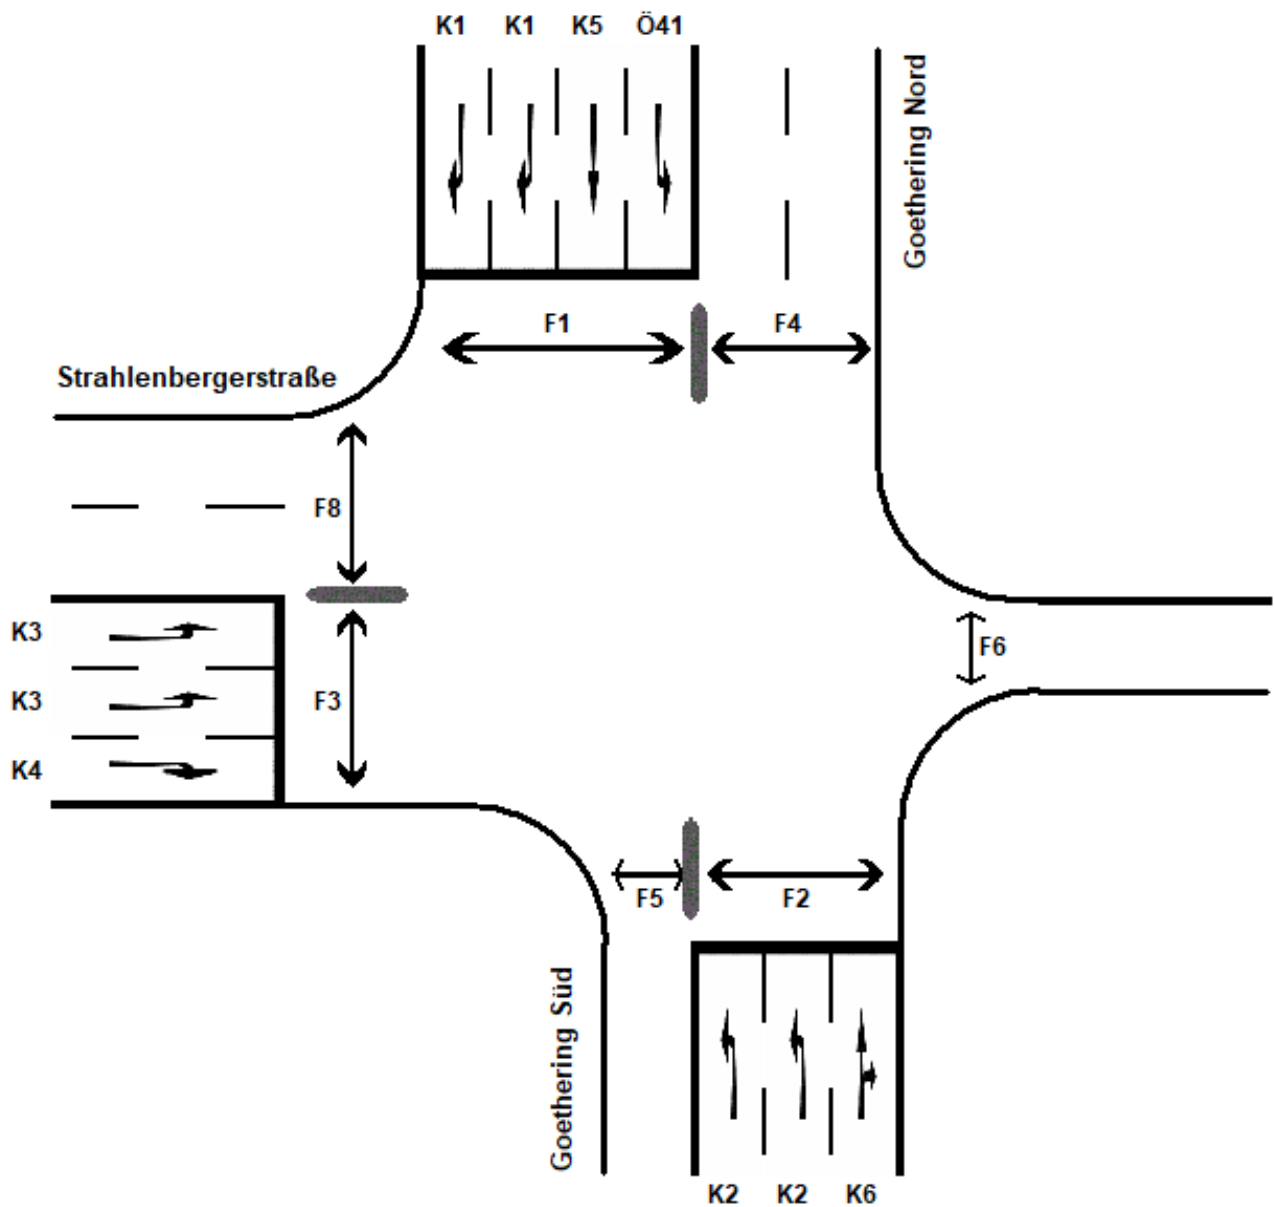 K1 K1 K5 Ö41
Goethering Nord
F1 F4
Strahlenbergerstraße
F8
K3
F6
K3
F3
K4
F5 F2
Goethering Süd
K2 K2 K6